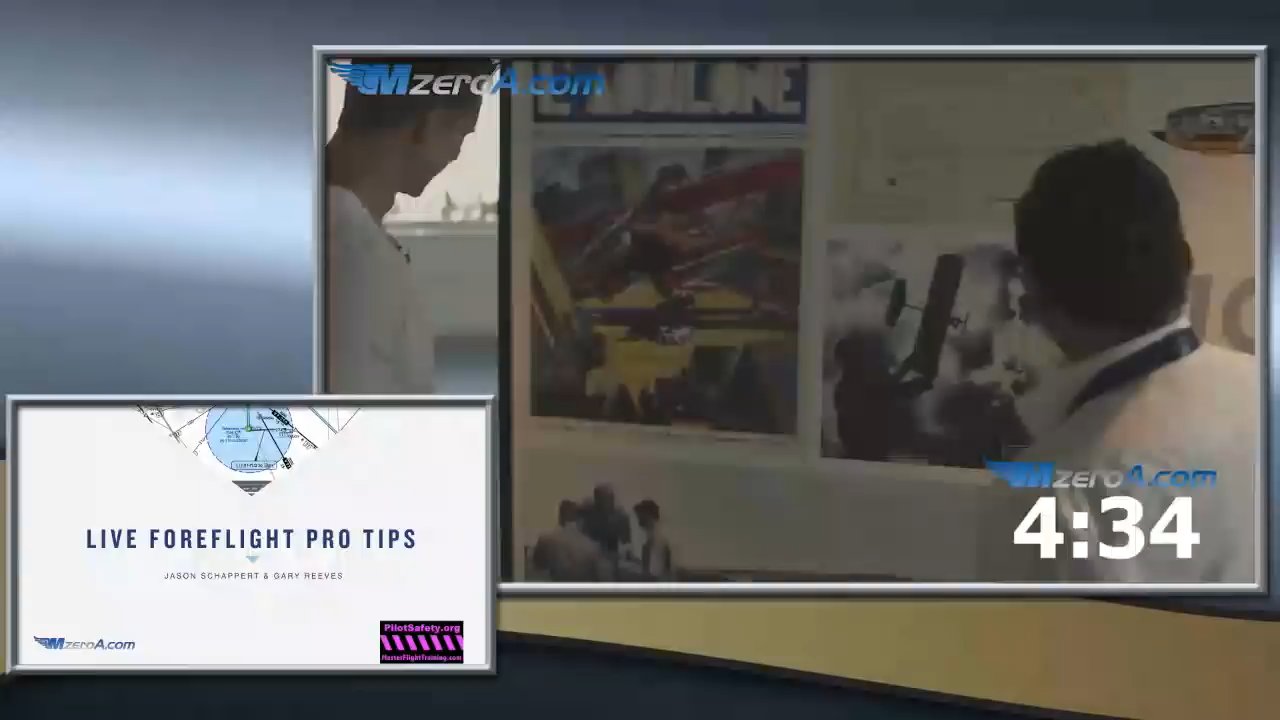 MzeroA.com
MzeroA.com
4:34
LIVE FOREFLIGHT PRO TIPS
JASON SCHAPPERT & GARY REEVES
MzeroA.com
PilotSafety.org
MasterFlightTraining.com